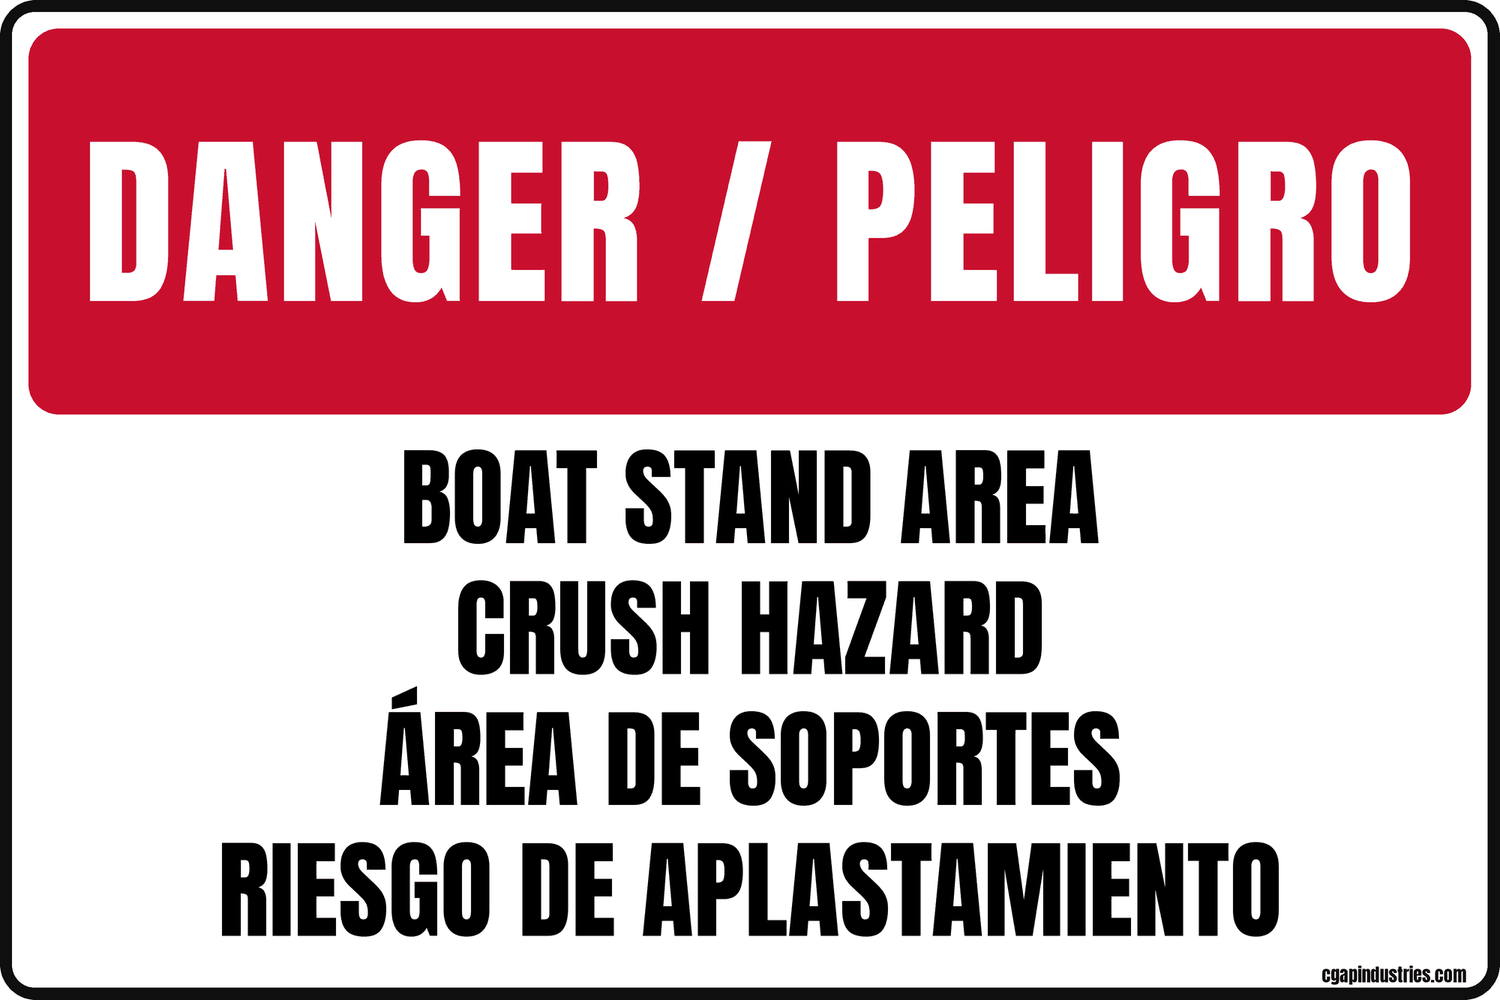 DANGER / PELIGRO
BOAT STAND AREA
CRUSH HAZARD
ÁREA DE SOPORTES
RIESGO DE APLASTAMIENTO
cgapindustries.com